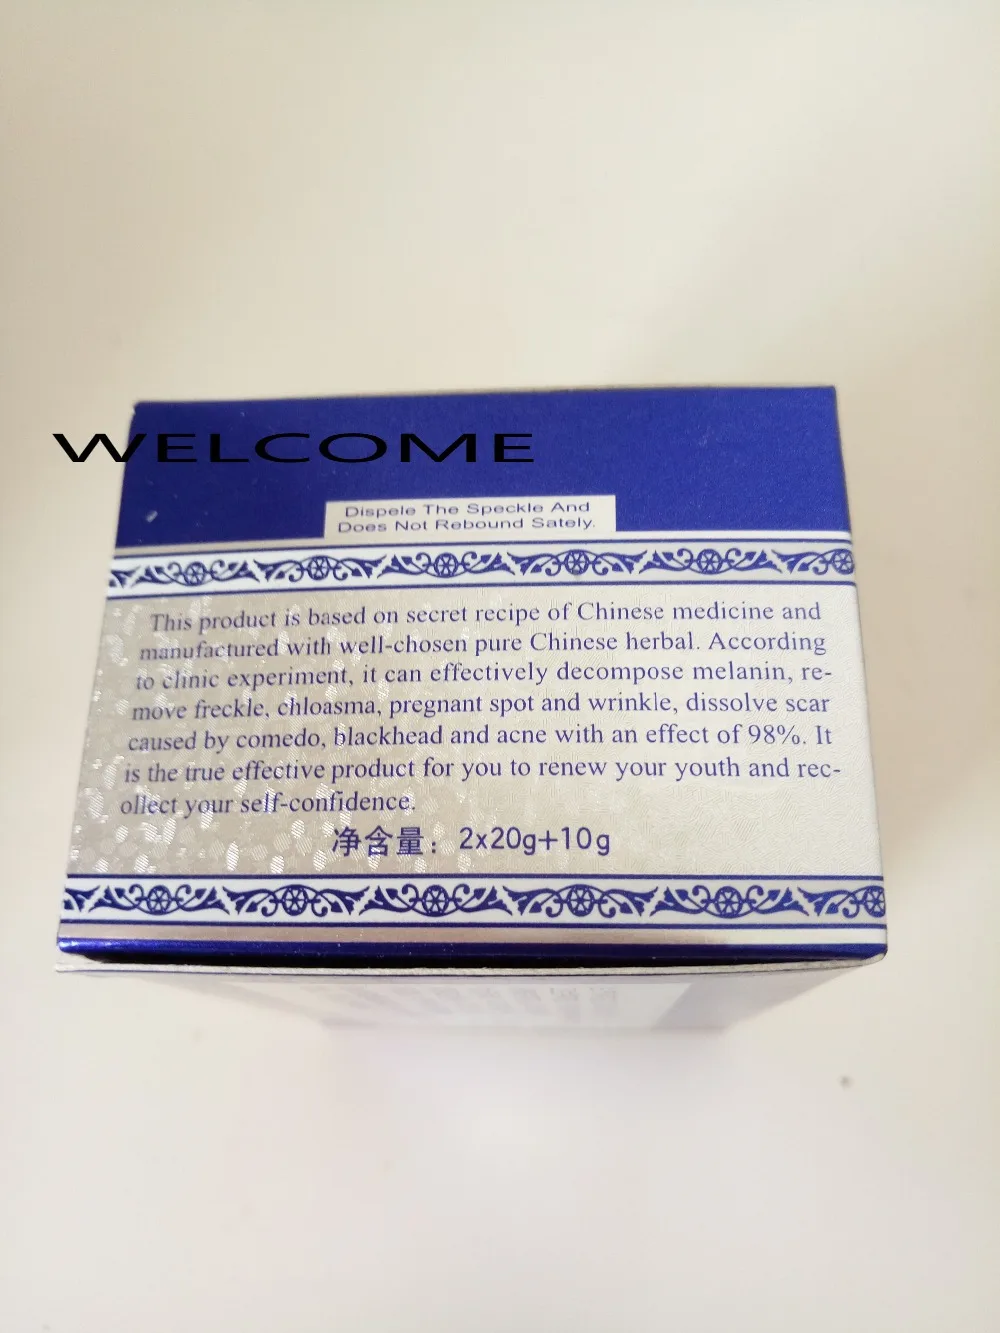 WELCOME
Dispele The Speckle And
Does Not Rebound Sately.
This product is based on secret recipe of Chinese medicine and
manufactured with well-chosen pure Chinese herbal. According
to clinic experiment, it can effectively decompose melanin, re-
move freckle, chloasma, pregnant spot and wrinkle, dissolve scar
caused by comedo, blackhead and acne with an effect of 98%. It
is the true effective product for you to renew your youth and rec-
ollect your self-confidence.
净含量：2x20g+10g